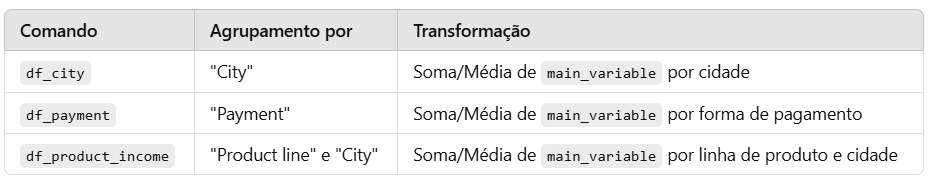 Comando Agrupamento por Transformação
df_city "City" Soma/Média de main_variable por cidade
df_payment "Payment" Soma/Média de main_variable por forma de pagamento
df_product_income "Product line" e "City" Soma/Média de main_variable por linha de produto e cidade